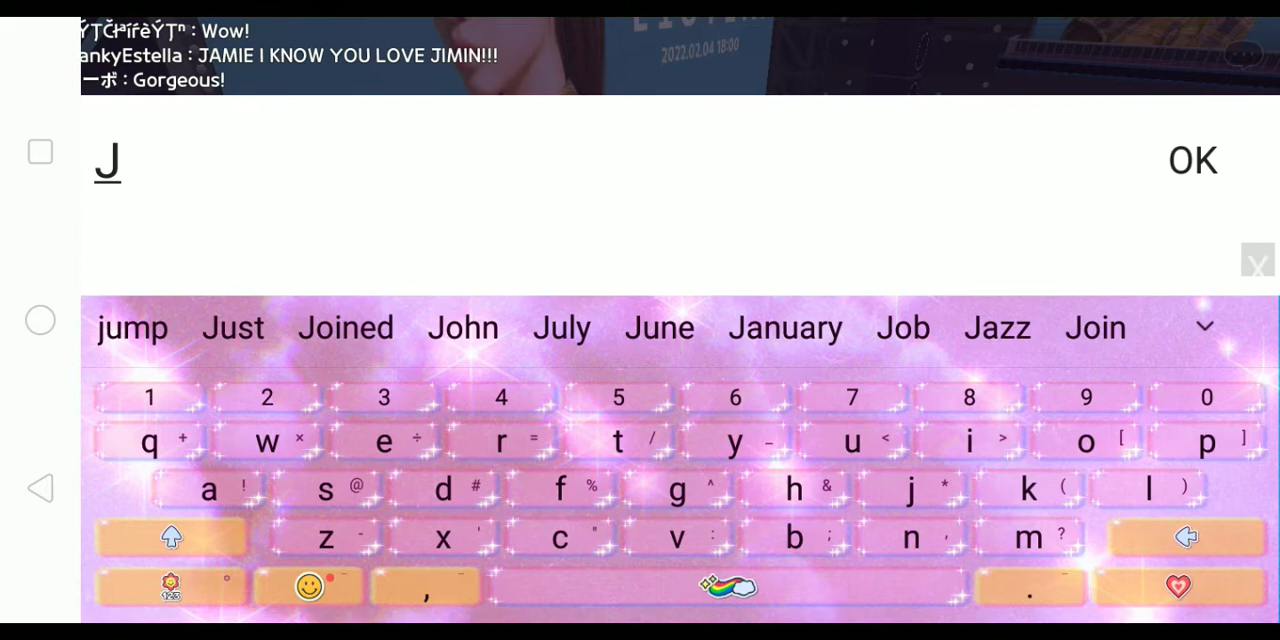 : Wow!
ankyEstella : JAMIE I KNOW YOU LOVE JIMIN!!!
ーボ : Gorgeous!
2022.02.04 18:00
J
OK
X
jump Just Joined John July June January Job Jazz Join
1 2 3 4 5 6 7 8 9 0
q + w × e ÷ r = t / y _ u < i > o [ p ]
a ! s @ d # f % g ^ h & j * k ( l )
z - x ' c " v : b ; n , m ?
123 , .